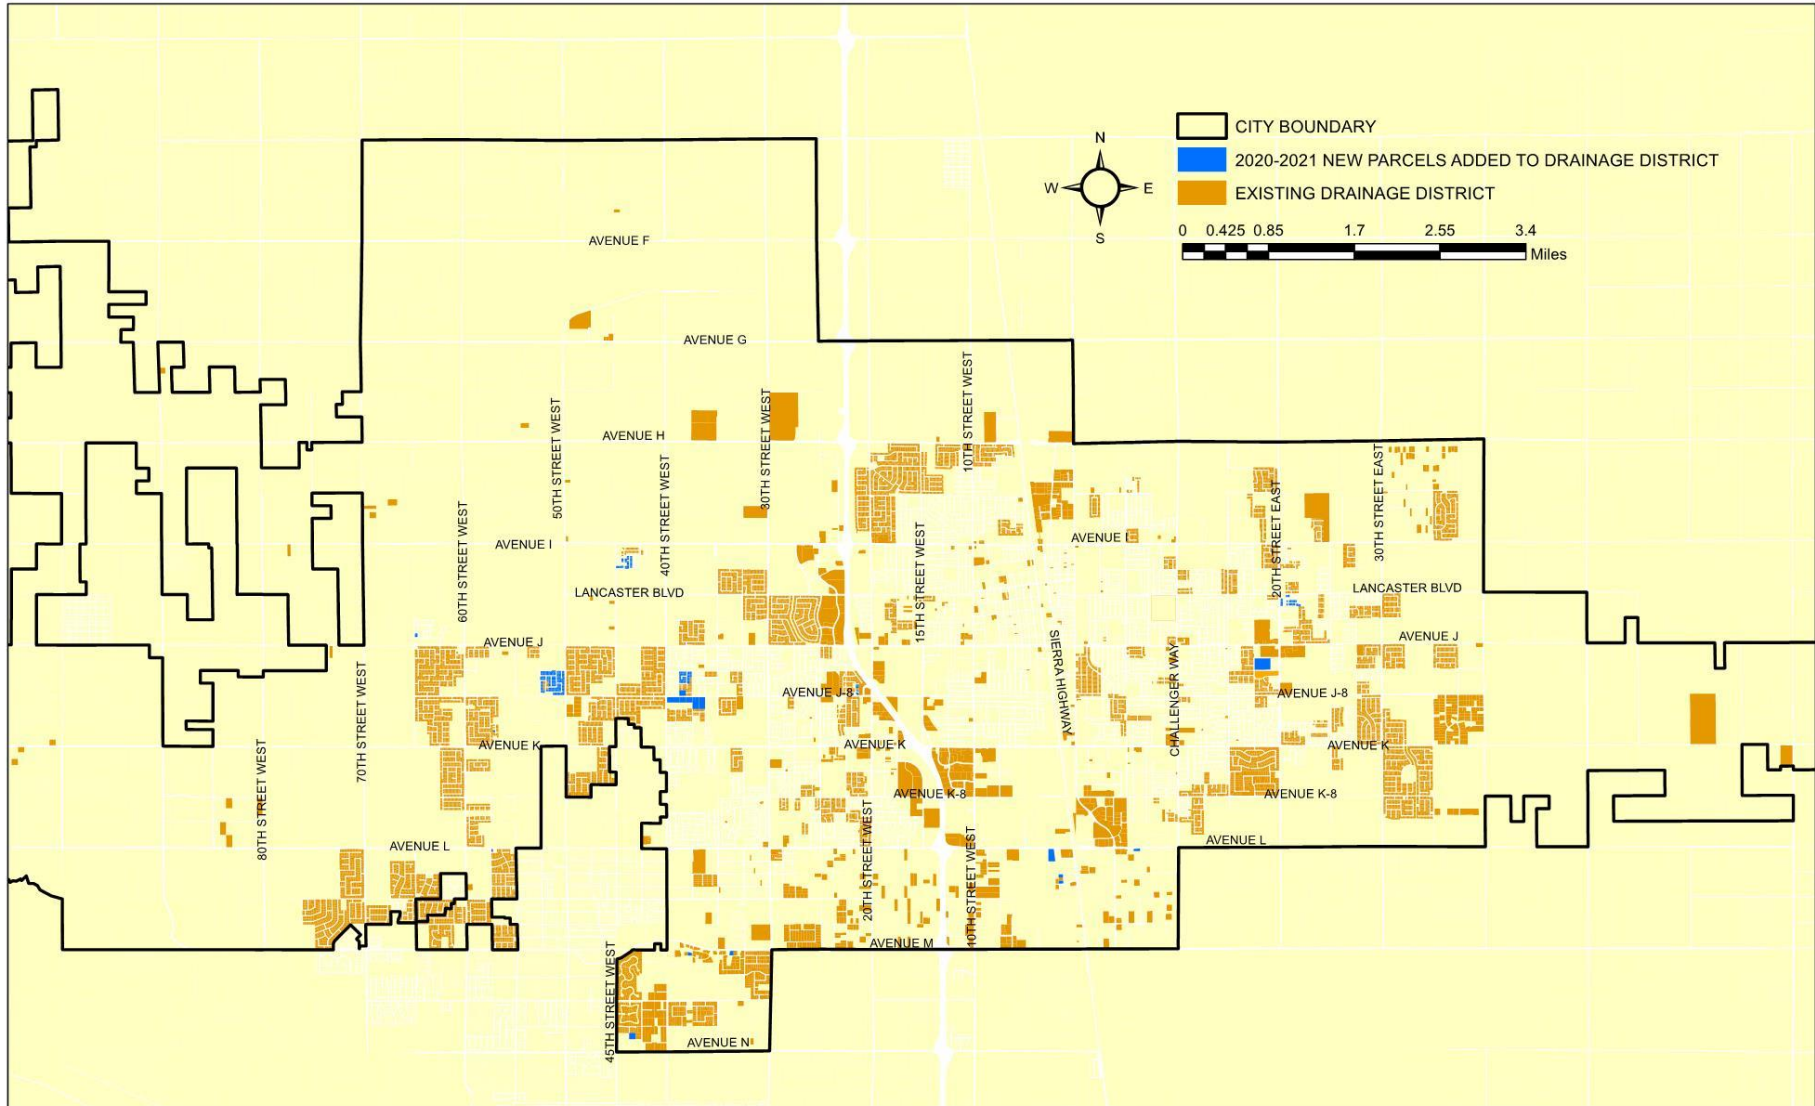 N
W E
S
CITY BOUNDARY
2020-2021 NEW PARCELS ADDED TO DRAINAGE DISTRICT
EXISTING DRAINAGE DISTRICT
0 0.425 0.85 1.7 2.55 3.4
Miles
AVENUE F
AVENUE G
AVENUE H
30TH STREET WEST
10TH STREET WEST
50TH STREET WEST
40TH STREET WEST
60TH STREET WEST
30TH STREET EAST
20TH STREET EAST
AVENUE I
AVENUE I
15TH STREET WEST
LANCASTER BLVD
LANCASTER BLVD
AVENUE J
AVENUE J
SIERRA HIGHWAY
CHALLENGER WAY
70TH STREET WEST
AVENUE J-8
AVENUE J-8
AVENUE K
AVENUE K
AVENUE K
80TH STREET WEST
AVENUE K-8
AVENUE K-8
20TH STREET WEST
10TH STREET WEST
AVENUE L
AVENUE L
AVENUE M
45TH STREET WEST
AVENUE N